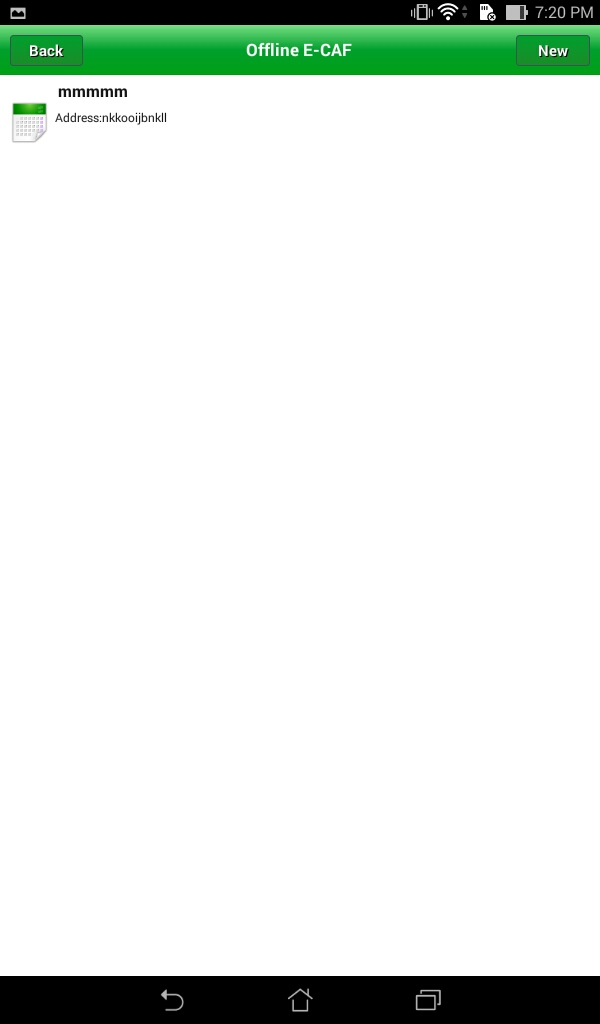 7:20 PM
Back
Offline E-CAF
New
mmmmm
Address:nkkooijbnkll